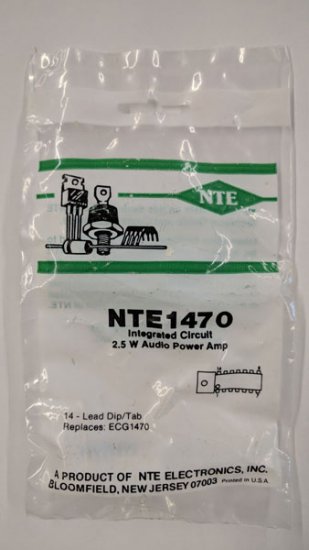 NTE
NTE1470
Integrated Circuit
2.5 W Audio Power Amp
14 - Lead Dip/Tab
Replaces: ECG1470
A PRODUCT OF NTE ELECTRONICS, INC.
BLOOMFIELD, NEW JERSEY 07003 Printed in U.S.A.